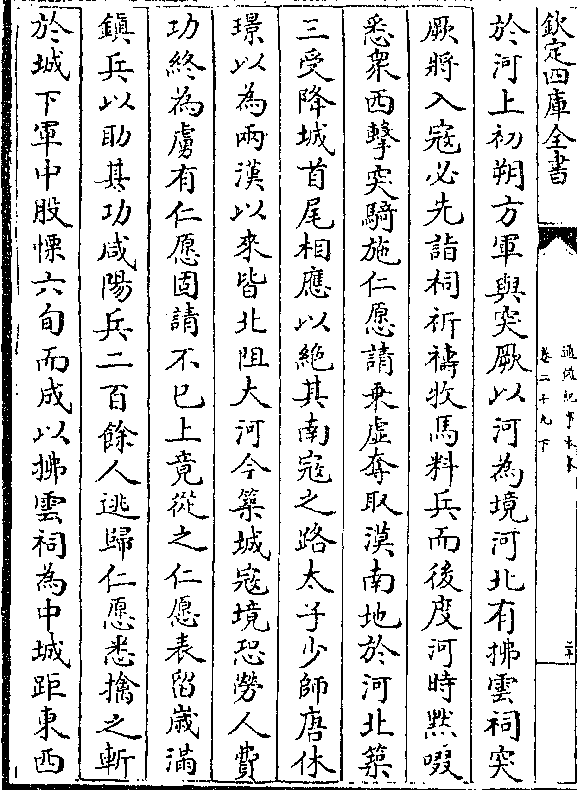 欽定四庫全書
通鑑紀事本末
卷二十九下
於河上初朔方軍與突厥以河為境河北有拂雲祠突
厥將入寇必先詣祠祈禱牧馬料兵而後度河時黙啜
悉衆西擊突騎施仁愿請乗虛奪取漠南地於河北築
三受降城首尾相應以絶其南寇之路太子少師唐休
璟以為兩漢以來皆北阻大河今築城寇境恐勞人費
功終為虜有仁愿固請不已上竟從之仁愿表留嵗滿
鎮兵以助其功咸陽兵二百餘人逃歸仁愿悉擒之斬
於城下軍中股慄六旬而成以拂雲祠為中城距東西